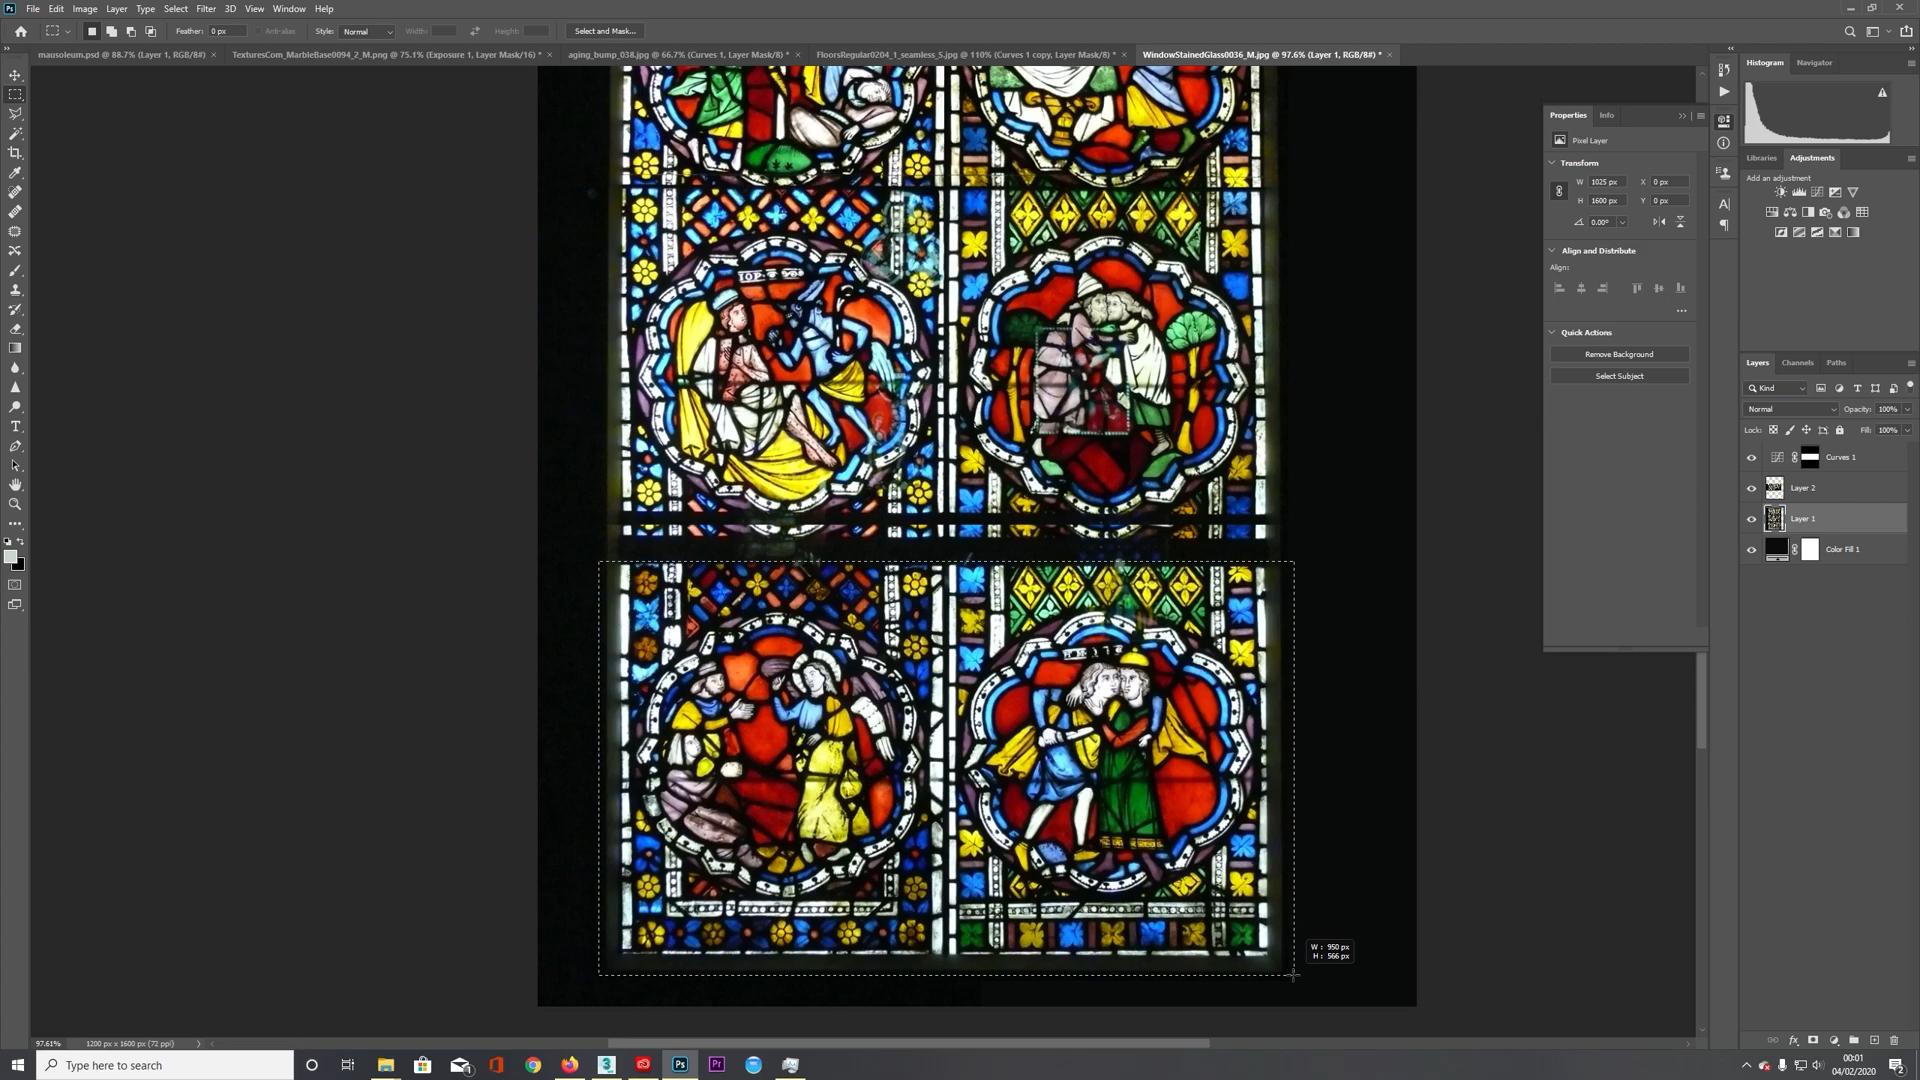 File Edit Image Layer Type Select Filter 3D View Window Help
Feather: 0 px Anti-alias Style: Normal Width: Height: Select and Mask...
mausoleum.psd @ 88.7% (Layer 1, RGB/8#) TexturesCom_MarbleBase0094_2_M.png @ 75.1% (Exposure 1, Layer Mask/16) * aging_bump_038.jpg @ 66.7% (Curves 1, Layer Mask/8) * FloorsRegular0204_1_seamless_S.jpg @ 110% (Curves 1 copy, Layer Mask/8) * WindowStainedGlass0036_M.jpg @ 97.6% (Layer 1, RGB/8#) *
Histogram Navigator
Properties Info
Pixel Layer
Transform
W 1025 px X 0 px
H 1600 px Y 0 px
0.00°
Align and Distribute
Align:
Quick Actions
Remove Background
Select Subject
Libraries Adjustments
Add an adjustment
Layers Channels Paths
Kind
Normal Opacity: 100%
Lock: Fill: 100%
Curves 1
Layer 2
Layer 1
Color Fill 1
W : 950 px
H : 566 px
97.61% 1200 px x 1600 px (72 ppi)
Type here to search
00:01
04/02/2020